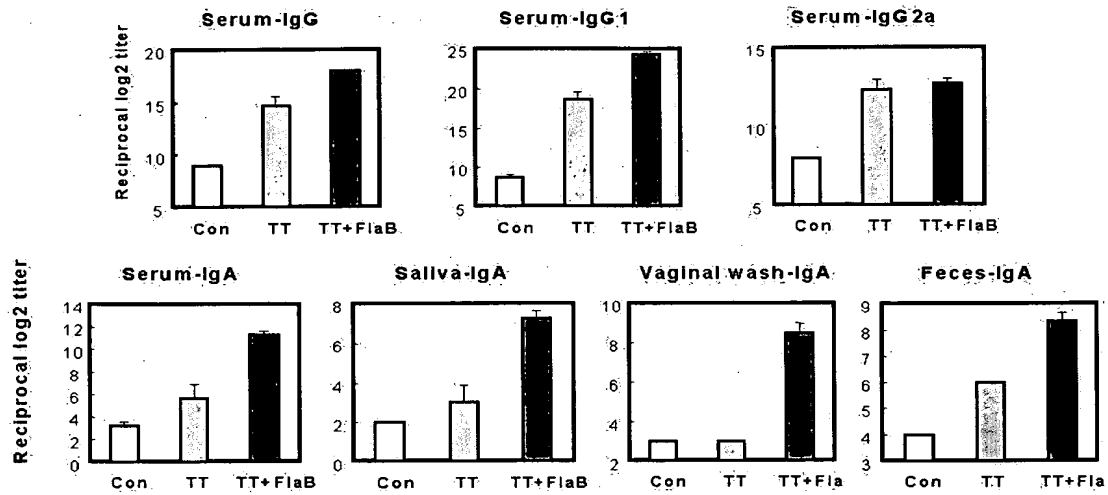 Serum-IgG
Serum-IgG1
Serum-IgG2a
Reciprocal log2 titer
20
15
10
5
Con TT TT+FlaB
25
20
15
10
5
Con TT TT+FlaB
15
10
5
Con TT TT+FlaB
Serum-IgA
Saliva-IgA
Vaginal wash-IgA
Feces-IgA
Reciprocal log2 titer
14
12
10
8
6
4
2
0
Con TT TT+FlaB
8
6
4
2
0
Con TT TT+FlaB
10
8
6
4
2
Con TT TT+Fla
9
8
7
6
5
4
3
Con TT TT+Fla